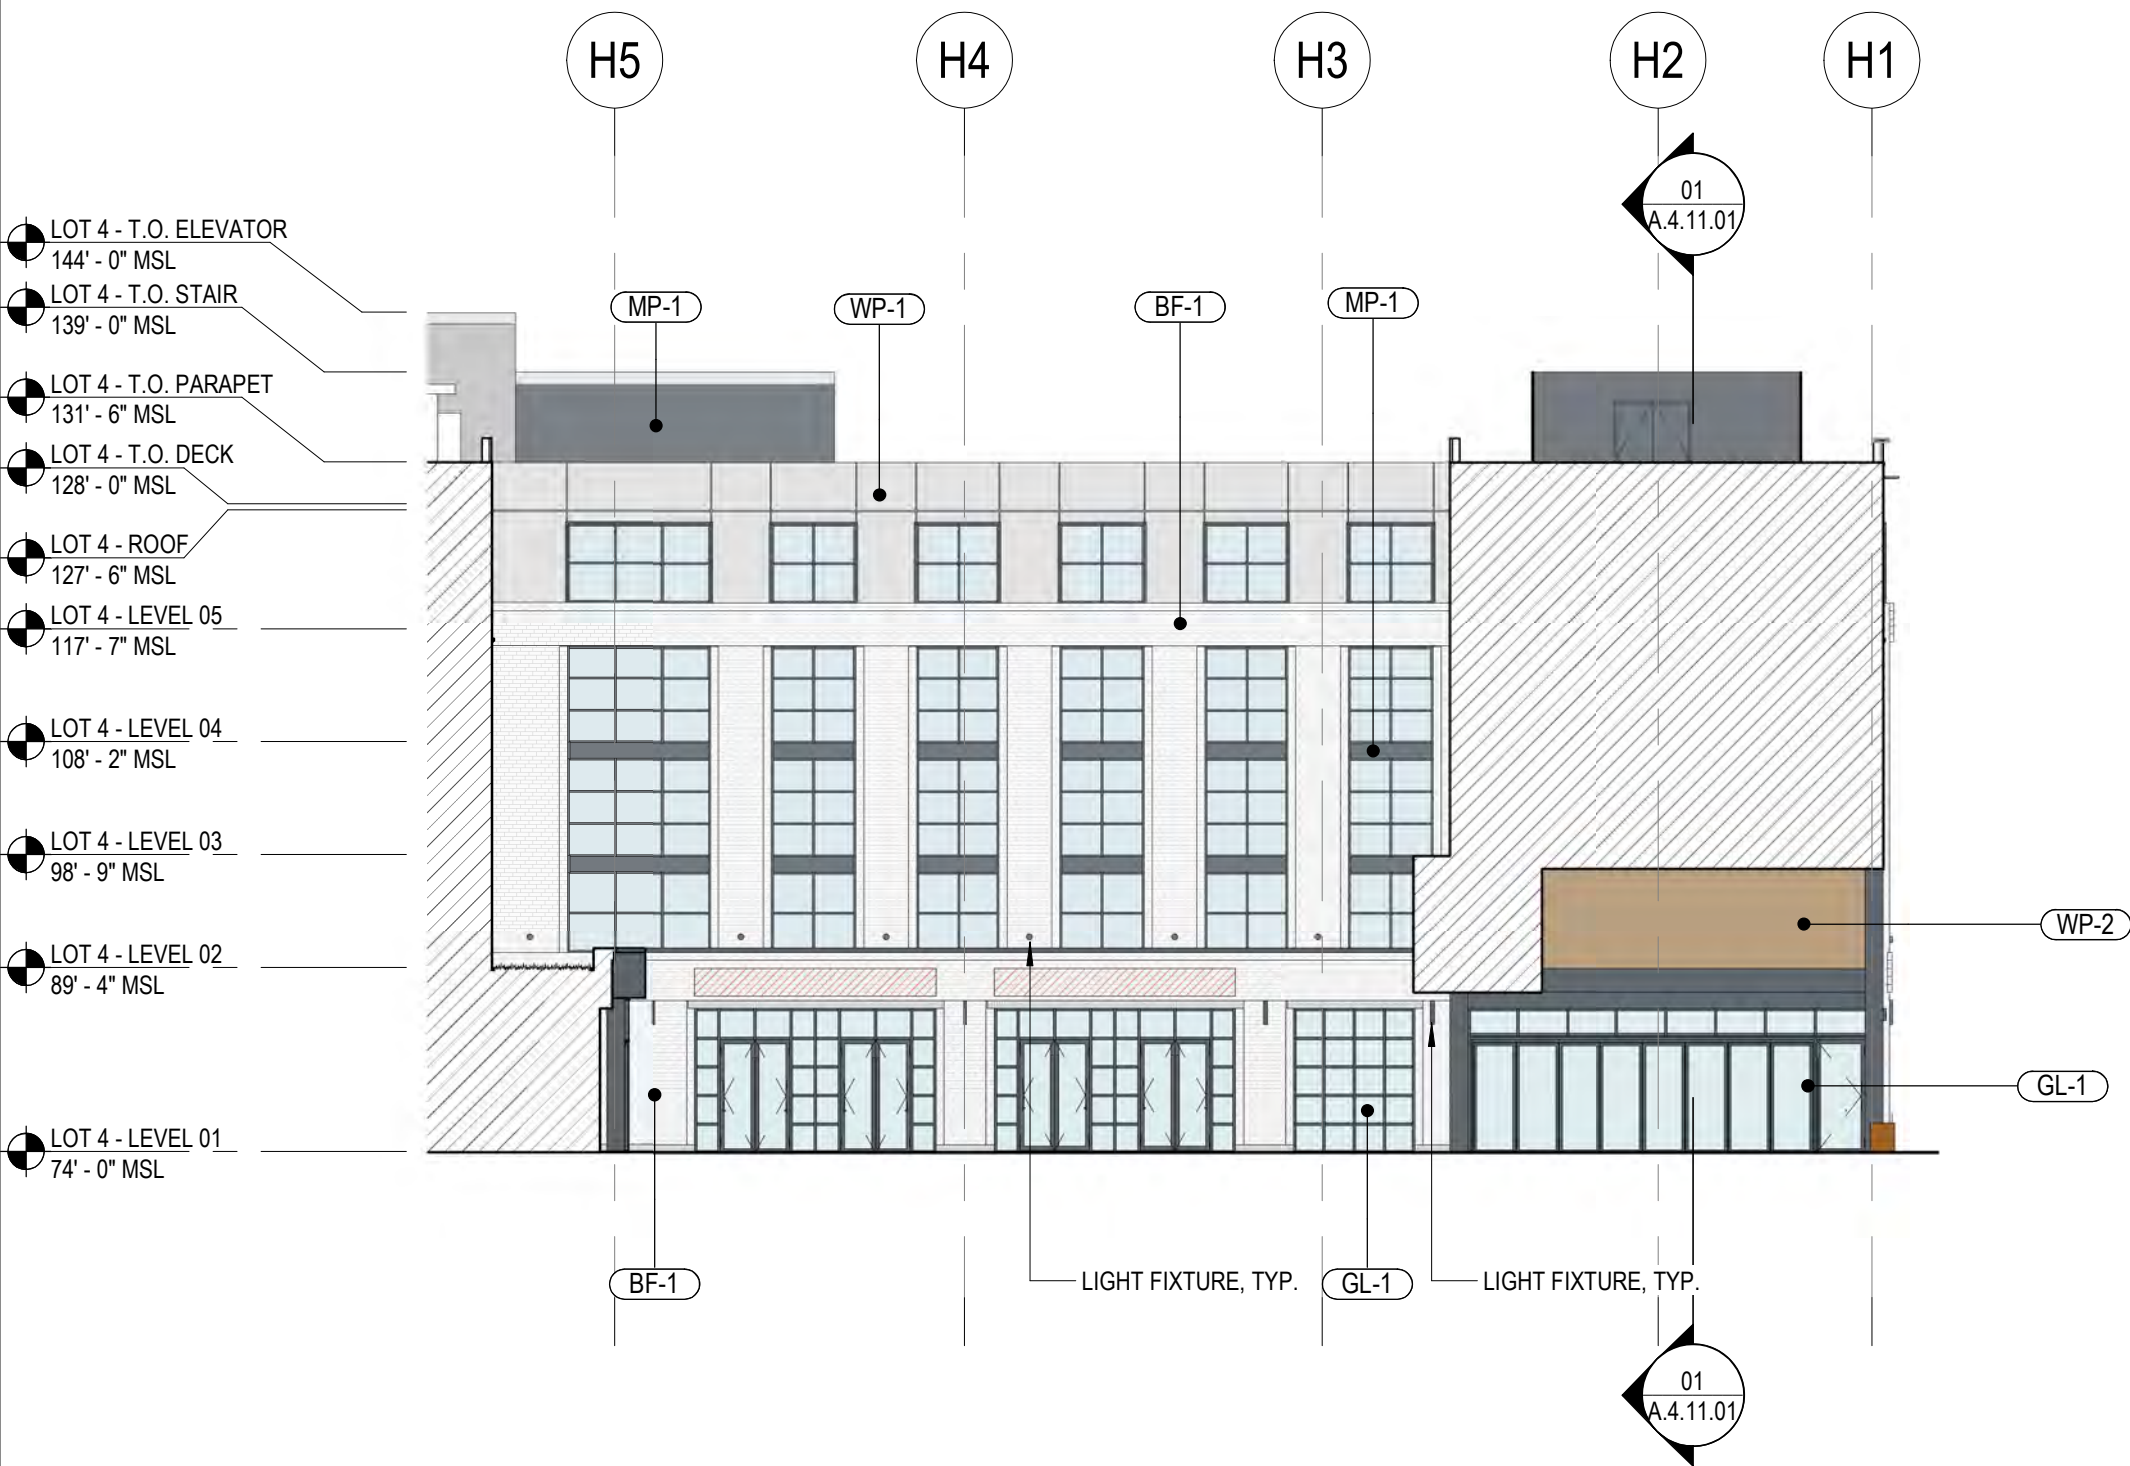 H5 H4 H3 H2 H1
01
A.4.11.01
LOT 4 - T.O. ELEVATOR
144' - 0" MSL
LOT 4 - T.O. STAIR
139' - 0" MSL
MP-1 WP-1 BF-1 MP-1
LOT 4 - T.O. PARAPET
131' - 6" MSL
LOT 4 - T.O. DECK
128' - 0" MSL
LOT 4 - ROOF
127' - 6" MSL
LOT 4 - LEVEL 05
117' - 7" MSL
LOT 4 - LEVEL 04
108' - 2" MSL
LOT 4 - LEVEL 03
98' - 9" MSL
WP-2
LOT 4 - LEVEL 02
89' - 4" MSL
GL-1
LOT 4 - LEVEL 01
74' - 0" MSL
BF-1 LIGHT FIXTURE, TYP. GL-1 LIGHT FIXTURE, TYP.
01
A.4.11.01